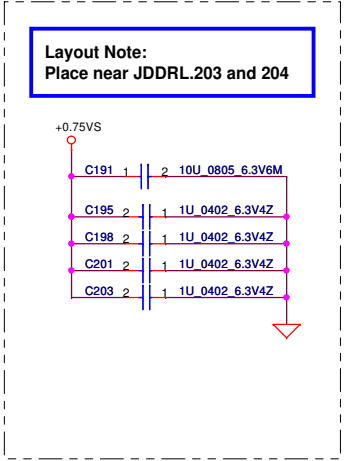 Layout Note:
Place near JDDRL.203 and 204
+0.75VS
C191 1 2 10U_0805_6.3V6M
C195 2 1 1U_0402_6.3V4Z
C198 2 1 1U_0402_6.3V4Z
C201 2 1 1U_0402_6.3V4Z
C203 2 1 1U_0402_6.3V4Z